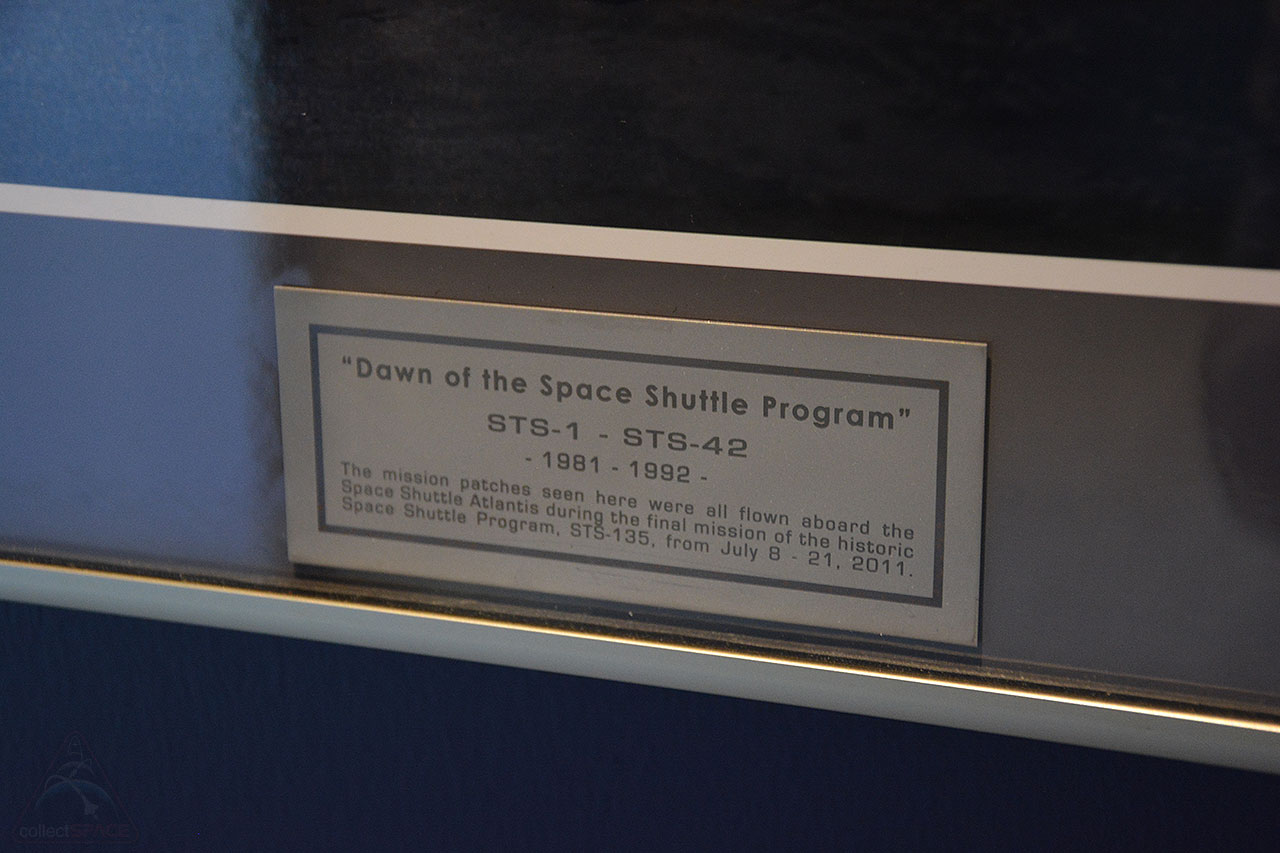 “Dawn of the Space Shuttle Program”
STS-1 - STS-42
- 1981 - 1992 -
The mission patches seen here were all flown aboard the
Space Shuttle Atlantis during the final mission of the historic
Space Shuttle Program, STS-135, from July 8 - 21, 2011.
collectSPACE